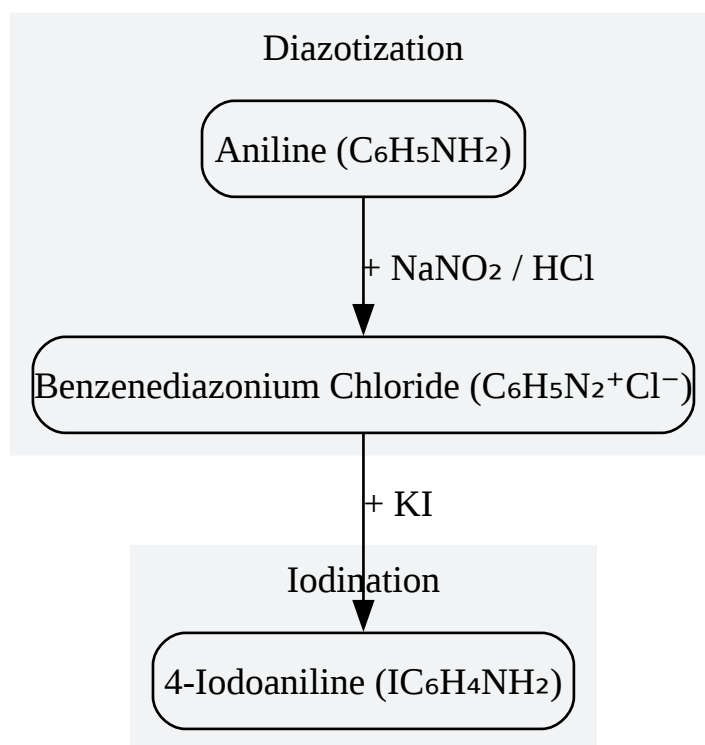 Diazotization
Aniline (C₆H₅NH₂)
+ NaNO₂ / HCl
Benzenediazonium Chloride (C₆H₅N₂⁺Cl⁻)
+ KI
Iodination
4-Iodoaniline (IC₆H₄NH₂)